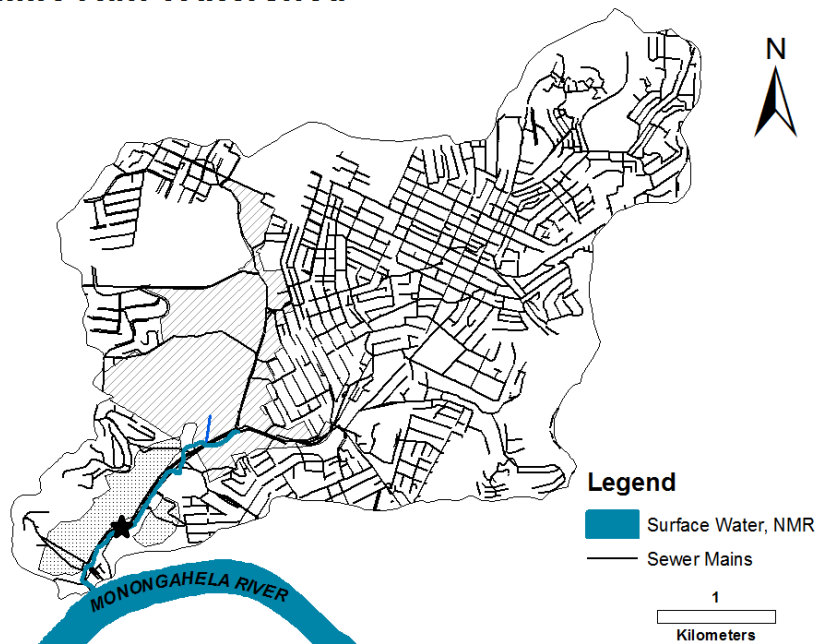 N
Legend
Surface Water, NMR
Sewer Mains
1
Kilometers
MONONGAHELA RIVER